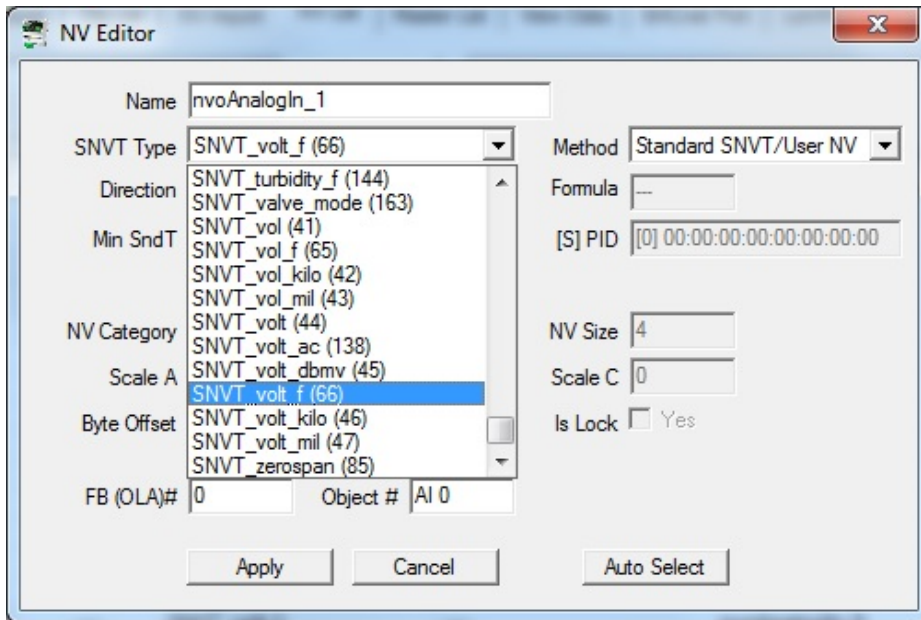 NV Editor
Name nvoAnalogIn_1
SNVT Type SNVT_volt_f (66) Method Standard SNVT/User NV
SNVT_turbidity_f (144)
Direction Formula ---
SNVT_valve_mode (163)
SNVT_vol (41)
Min SndT [S] PID [0] 00:00:00:00:00:00:00:00
SNVT_vol_f (65)
SNVT_vol_kilo (42)
SNVT_vol_mil (43)
SNVT_volt (44)
NV Category NV Size 4
SNVT_volt_ac (138)
SNVT_volt_dbmv (45)
Scale A Scale C 0
SNVT_volt_f (66)
SNVT_volt_kilo (46)
Byte Offset Is Lock Yes
SNVT_volt_mil (47)
SNVT_zerospan (85)
FB (OLA)# 0 Object # AI 0
Apply Cancel Auto Select